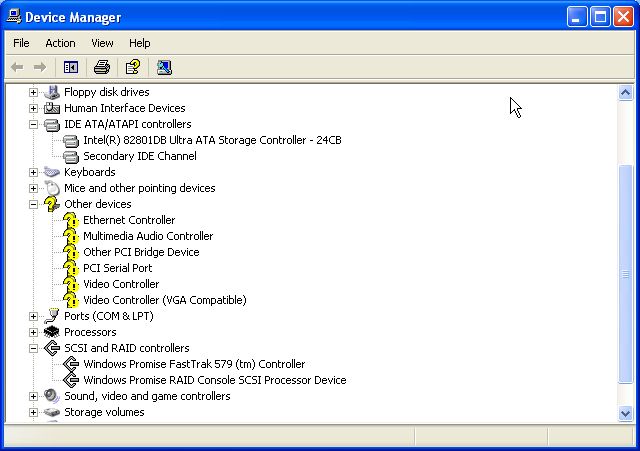 Device Manager
File Action View Help
Floppy disk drives
Human Interface Devices
IDE ATA/ATAPI controllers
Intel(R) 82801DB Ultra ATA Storage Controller - 24CB
Secondary IDE Channel
Keyboards
Mice and other pointing devices
Other devices
Ethernet Controller
Multimedia Audio Controller
Other PCI Bridge Device
PCI Serial Port
Video Controller
Video Controller (VGA Compatible)
Ports (COM & LPT)
Processors
SCSI and RAID controllers
Windows Promise FastTrak 579 (tm) Controller
Windows Promise RAID Console SCSI Processor Device
Sound, video and game controllers
Storage volumes